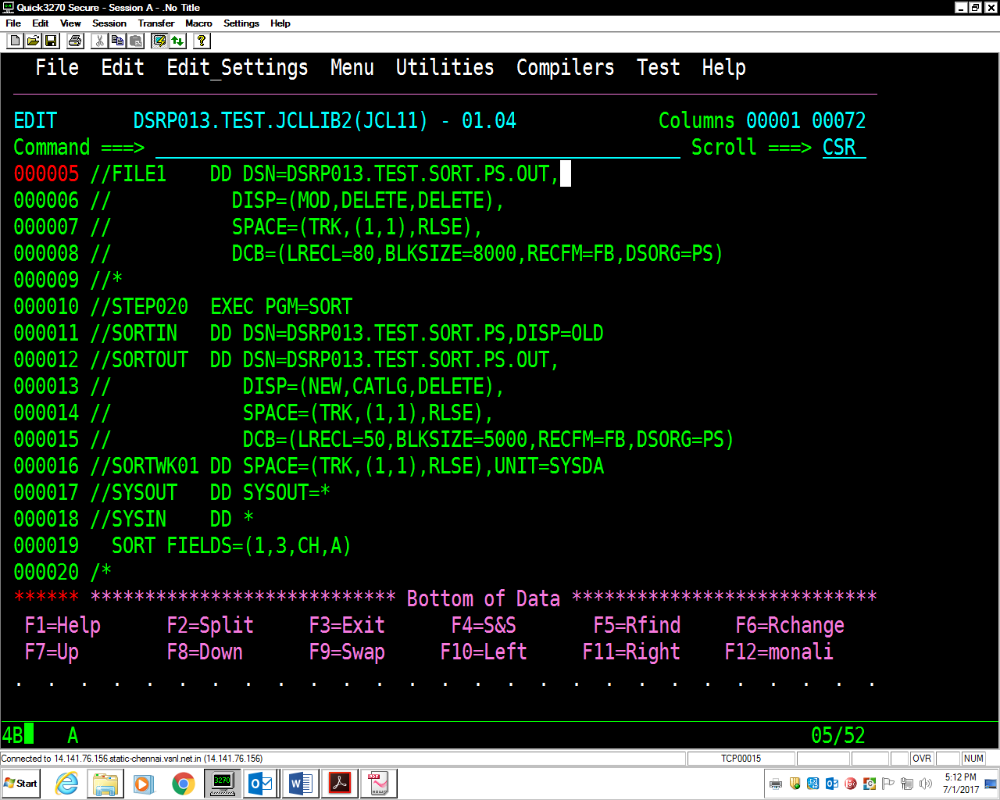 Quick3270 Secure - Session A - .No Title
File Edit View Session Transfer Macro Settings Help
File Edit Edit_Settings Menu Utilities Compilers Test Help
EDIT DSRP013.TEST.JCLLIB2(JCL11) - 01.04 Columns 00001 00072
Command ===> Scroll ===> CSR
000005 //FILE1    DD DSN=DSRP013.TEST.SORT.PS.OUT,
000006 //           DISP=(MOD,DELETE,DELETE),
000007 //           SPACE=(TRK,(1,1),RLSE),
000008 //           DCB=(LRECL=80,BLKSIZE=8000,RECFM=FB,DSORG=PS)
000009 //*
000010 //STEP020  EXEC PGM=SORT
000011 //SORTIN   DD DSN=DSRP013.TEST.SORT.PS,DISP=OLD
000012 //SORTOUT  DD DSN=DSRP013.TEST.SORT.PS.OUT,
000013 //            DISP=(NEW,CATLG,DELETE),
000014 //            SPACE=(TRK,(1,1),RLSE),
000015 //            DCB=(LRECL=50,BLKSIZE=5000,RECFM=FB,DSORG=PS)
000016 //SORTWK01 DD SPACE=(TRK,(1,1),RLSE),UNIT=SYSDA
000017 //SYSOUT   DD SYSOUT=*
000018 //SYSIN    DD *
000019   SORT FIELDS=(1,3,CH,A)
000020 /*
****** **************************** Bottom of Data ****************************
F1=Help F2=Split F3=Exit F4=S&S F5=Rfind F6=Rchange
F7=Up F8=Down F9=Swap F10=Left F11=Right F12=monali
. . . . . . . . . . . . . . . . . . . . . . . . . . .
4B A 05/52
Connected to 14.141.76.156.static-chennai.vsnl.net.in (14.141.76.156) TCP00015 OVR NUM
Start 3270 5:12 PM
7/1/2017